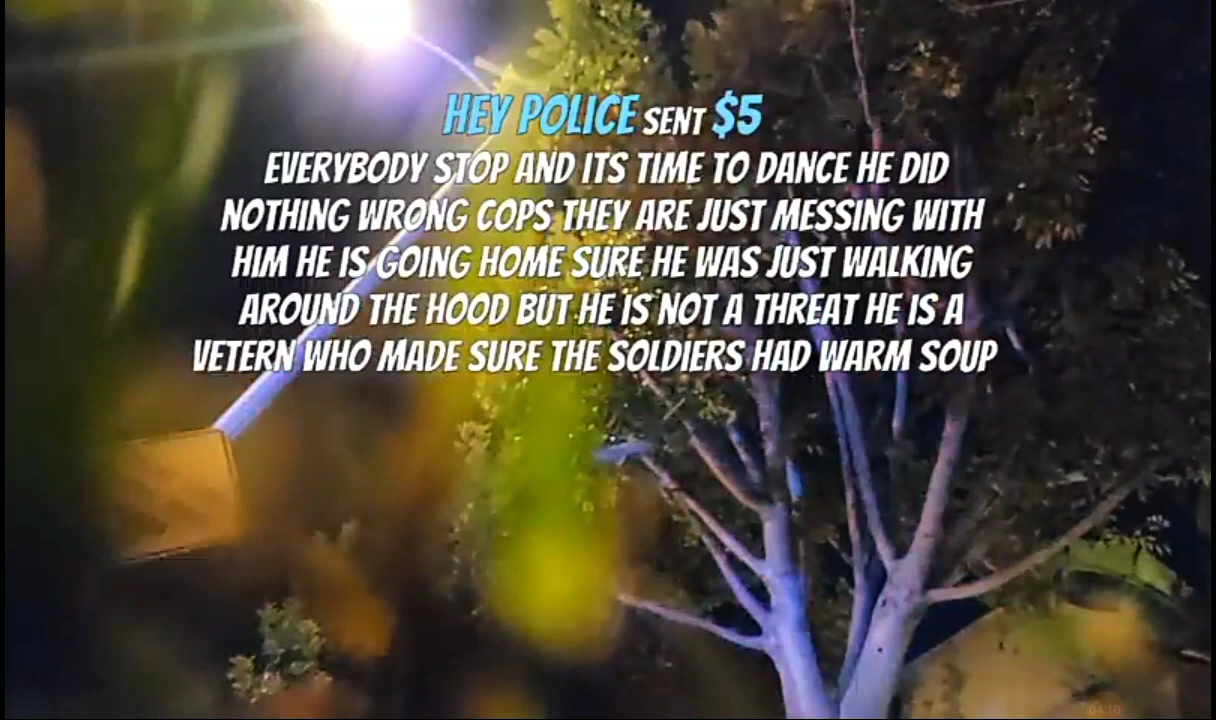 HEY POLICE SENT $5
EVERYBODY STOP AND ITS TIME TO DANCE HE DID
NOTHING WRONG COPS THEY ARE JUST MESSING WITH
HIM HE IS GOING HOME SURE HE WAS JUST WALKING
AROUND THE HOOD BUT HE IS NOT A THREAT HE IS A
VETERN WHO MADE SURE THE SOLDIERS HAD WARM SOUP
04:10